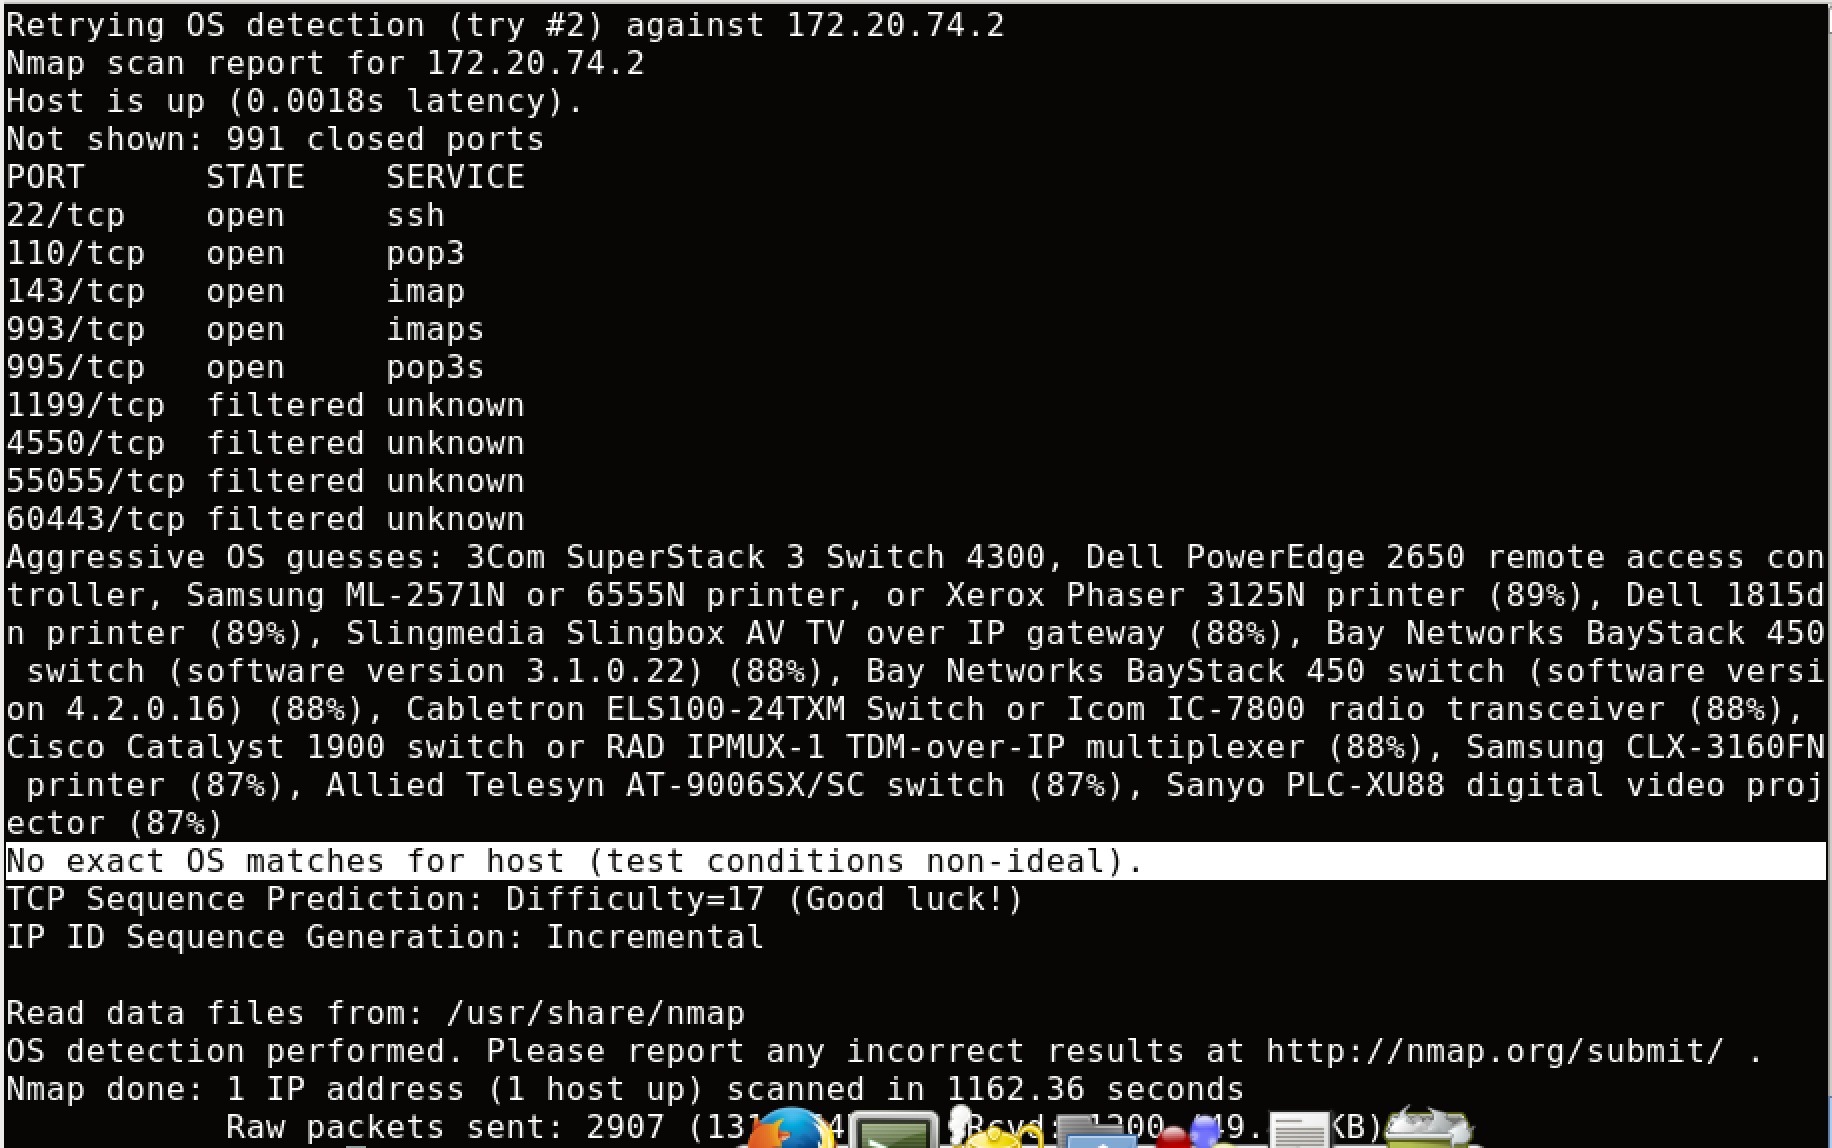 Retrying OS detection (try #2) against 172.20.74.2
Nmap scan report for 172.20.74.2
Host is up (0.0018s latency).
Not shown: 991 closed ports
PORT      STATE    SERVICE
22/tcp    open     ssh
110/tcp   open     pop3
143/tcp   open     imap
993/tcp   open     imaps
995/tcp   open     pop3s
1199/tcp  filtered unknown
4550/tcp  filtered unknown
55055/tcp filtered unknown
60443/tcp filtered unknown
Aggressive OS guesses: 3Com SuperStack 3 Switch 4300, Dell PowerEdge 2650 remote access con
troller, Samsung ML-2571N or 6555N printer, or Xerox Phaser 3125N printer (89%), Dell 1815d
n printer (89%), Slingmedia Slingbox AV TV over IP gateway (88%), Bay Networks BayStack 450
 switch (software version 3.1.0.22) (88%), Bay Networks BayStack 450 switch (software versi
on 4.2.0.16) (88%), Cabletron ELS100-24TXM Switch or Icom IC-7800 radio transceiver (88%),
Cisco Catalyst 1900 switch or RAD IPMUX-1 TDM-over-IP multiplexer (88%), Samsung CLX-3160FN
 printer (87%), Allied Telesyn AT-9006SX/SC switch (87%), Sanyo PLC-XU88 digital video proj
ector (87%)
No exact OS matches for host (test conditions non-ideal).
TCP Sequence Prediction: Difficulty=17 (Good luck!)
IP ID Sequence Generation: Incremental
Read data files from: /usr/share/nmap
OS detection performed. Please report any incorrect results at http://nmap.org/submit/ .
Nmap done: 1 IP address (1 host up) scanned in 1162.36 seconds
Raw packets sent: 2907 Rcvd: KB)